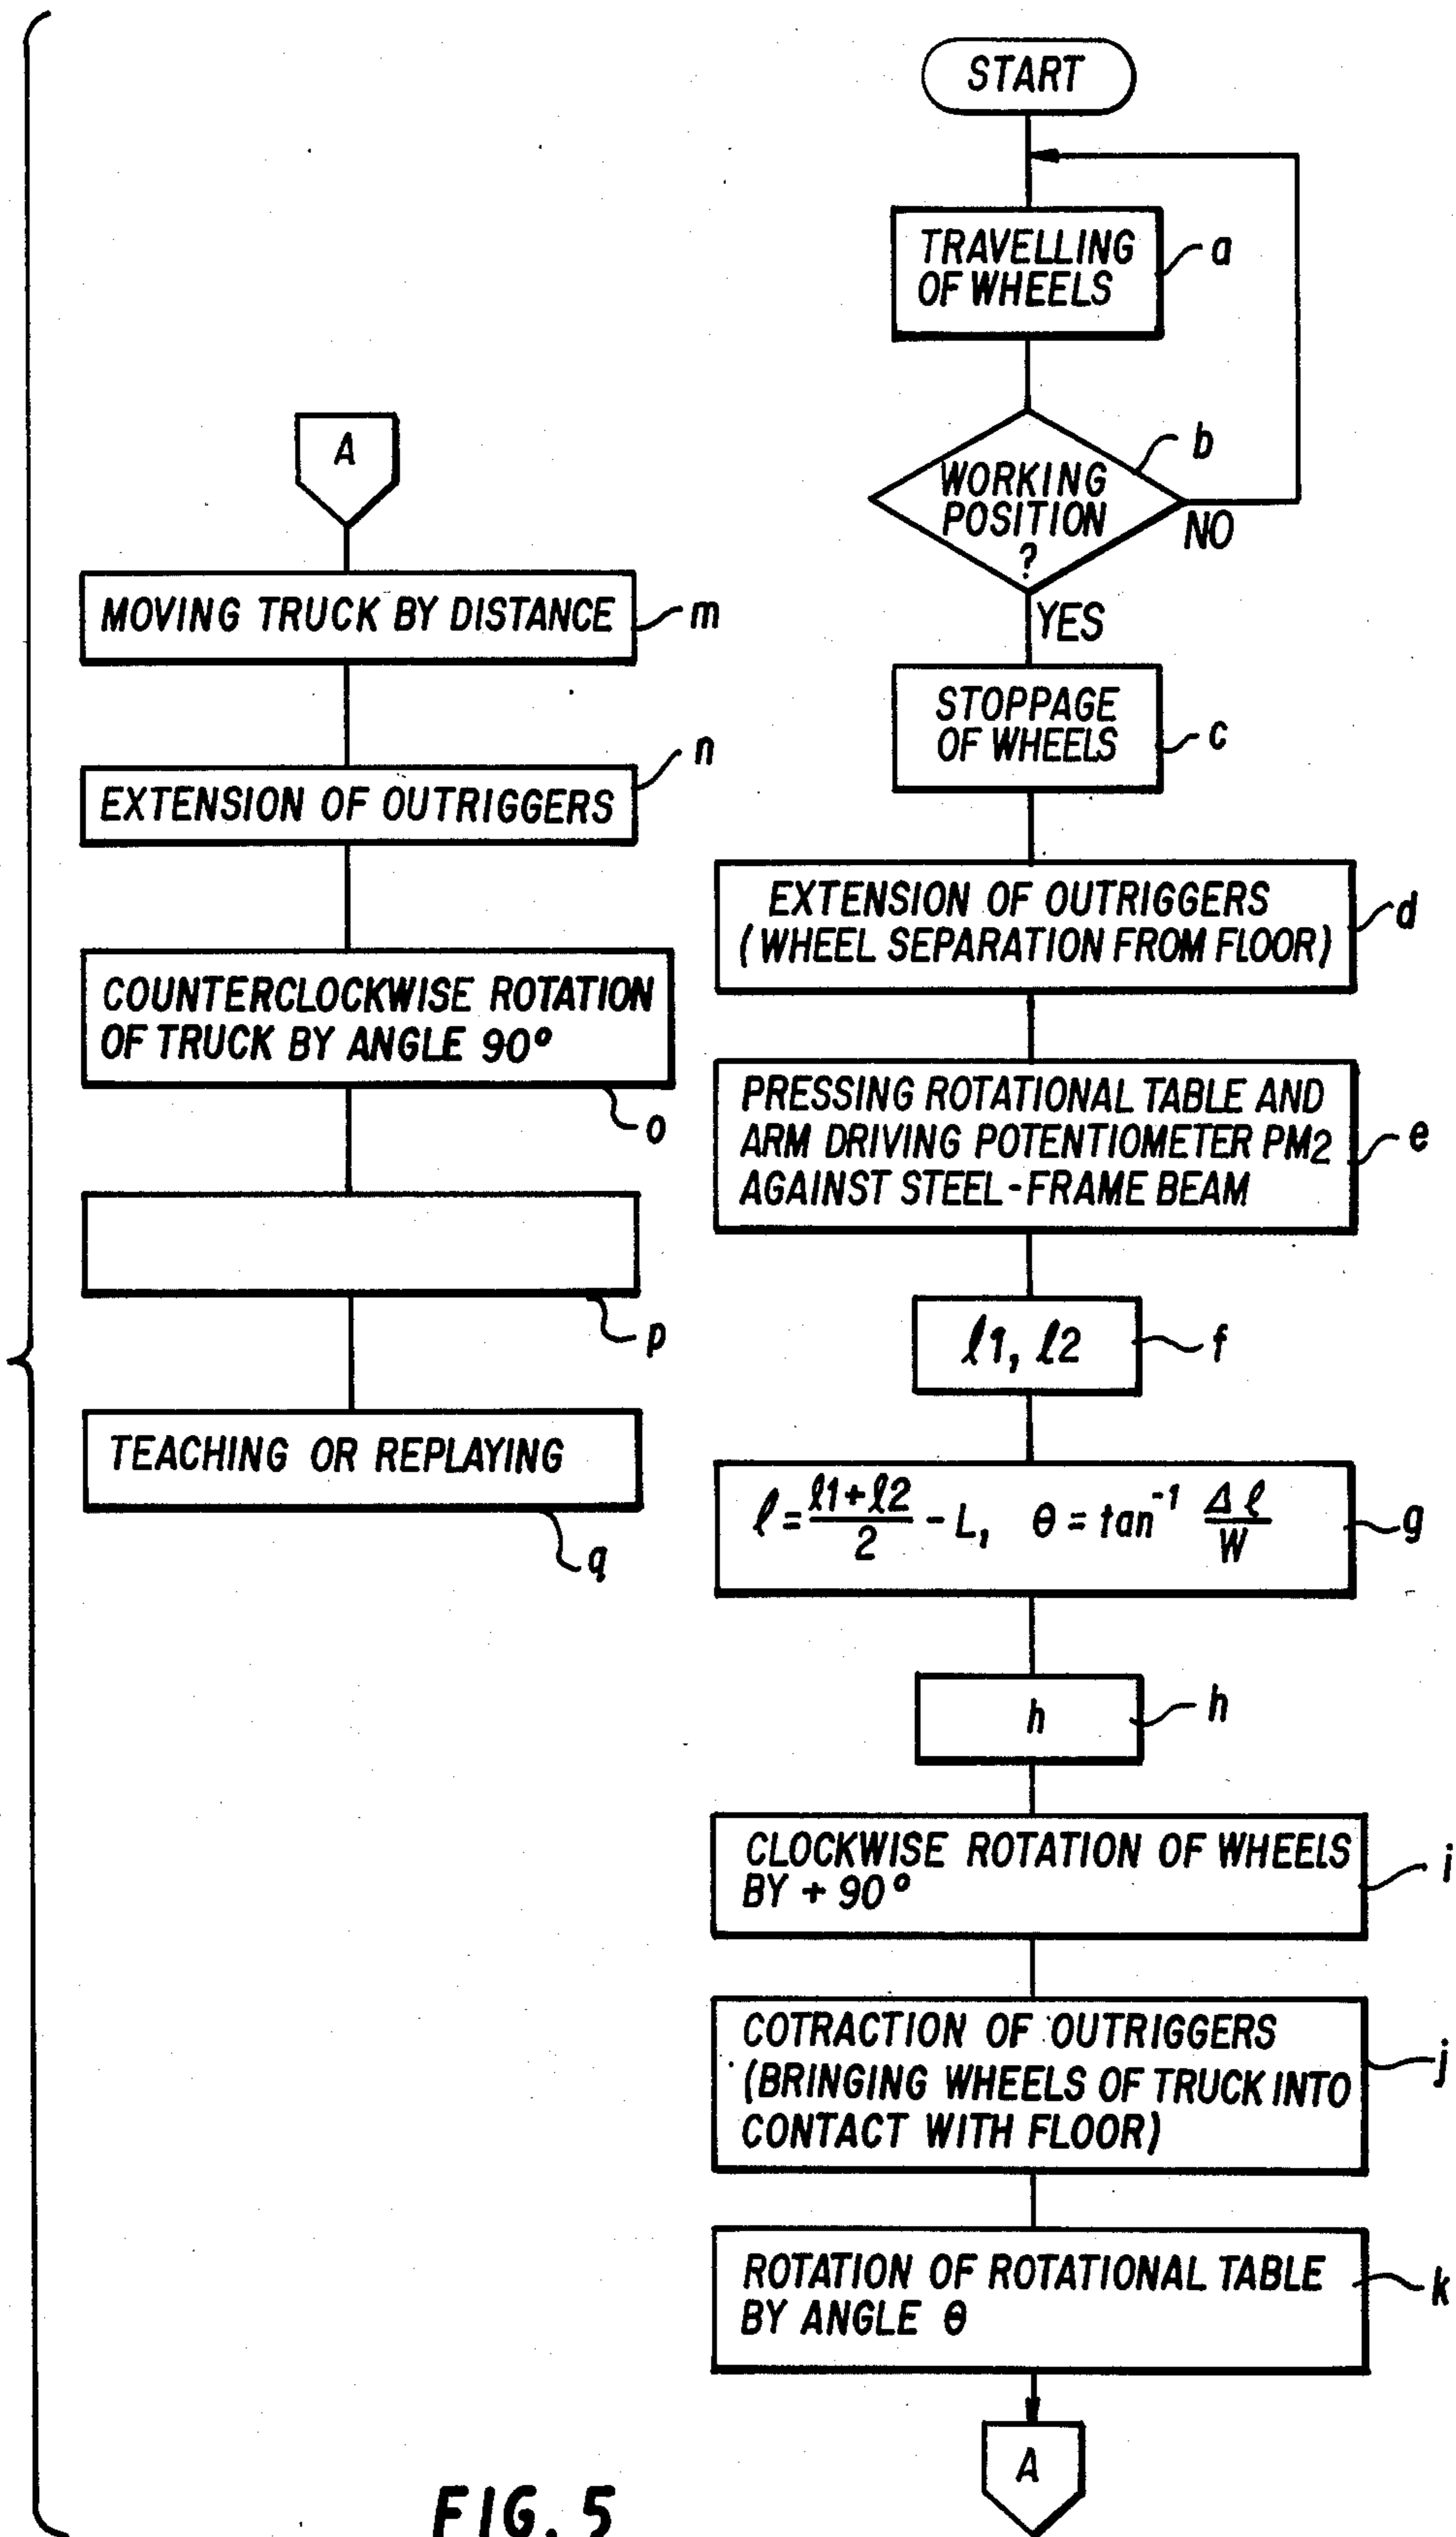 START
TRAVELLING
OF WHEELS
a
WORKING
POSITION
?
b
NO
YES
STOPPAGE
OF WHEELS
c
EXTENSION OF OUTRIGGERS
(WHEEL SEPARATION FROM FLOOR)
d
PRESSING ROTATIONAL TABLE AND
ARM DRIVING POTENTIOMETER PM2
AGAINST STEEL-FRAME BEAM
e
ℓ1, ℓ2
f
ℓ = (ℓ1+ℓ2)/2 - L, θ = tan⁻¹ Δℓ/W
g
h
h
CLOCKWISE ROTATION OF WHEELS
BY + 90°
i
COTRACTION OF OUTRIGGERS
(BRINGING WHEELS OF TRUCK INTO
CONTACT WITH FLOOR)
j
ROTATION OF ROTATIONAL TABLE
BY ANGLE θ
k
A
A
MOVING TRUCK BY DISTANCE
m
EXTENSION OF OUTRIGGERS
n
COUNTERCLOCKWISE ROTATION
OF TRUCK BY ANGLE 90°
o
p
TEACHING OR REPLAYING
q
FIG. 5